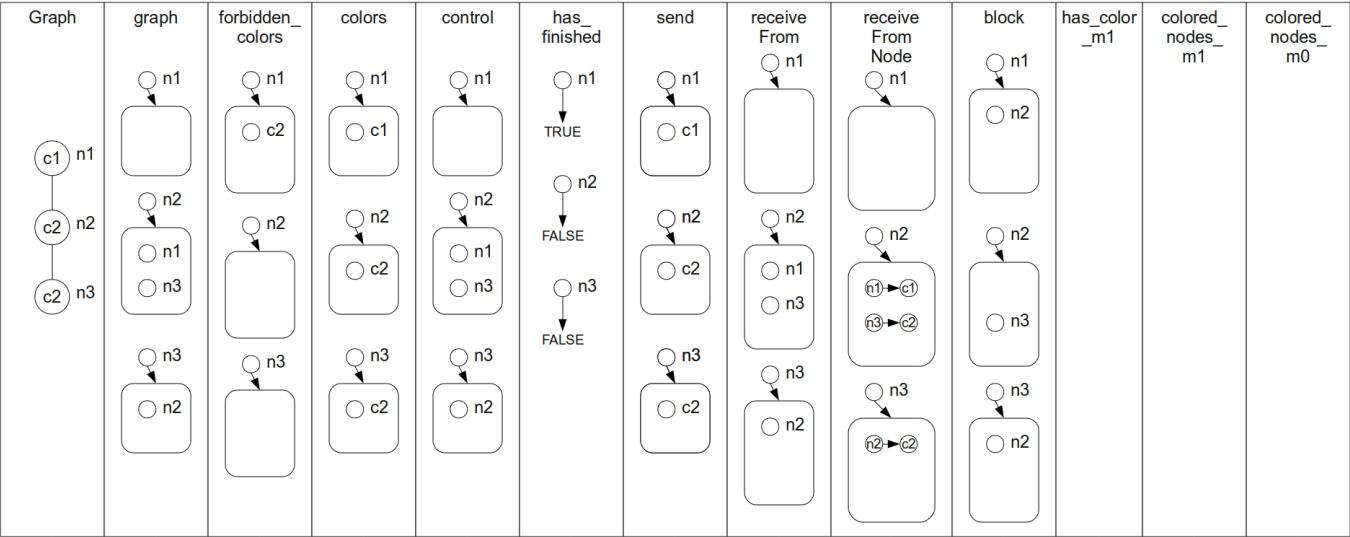 Graph
c1 n1
c2 n2
c2 n3
graph
n1
n2
n1
n3
n3
n2
forbidden_
colors
n1
c2
n2
n3
colors
n1
c1
n2
c2
n3
c2
control
n1
n2
n1
n3
n3
n2
has_
finished
n1
TRUE
n2
FALSE
n3
FALSE
send
n1
c1
n2
c2
n3
c2
receive
From
n1
n2
n1
n3
n3
n2
receive
From
Node
n1
n2
n1 c1
n3 c2
n3
n2 c2
block
n1
n2
n2
n3
n3
n2
has_color
_m1
colored_
nodes_
m1
colored_
nodes_
m0